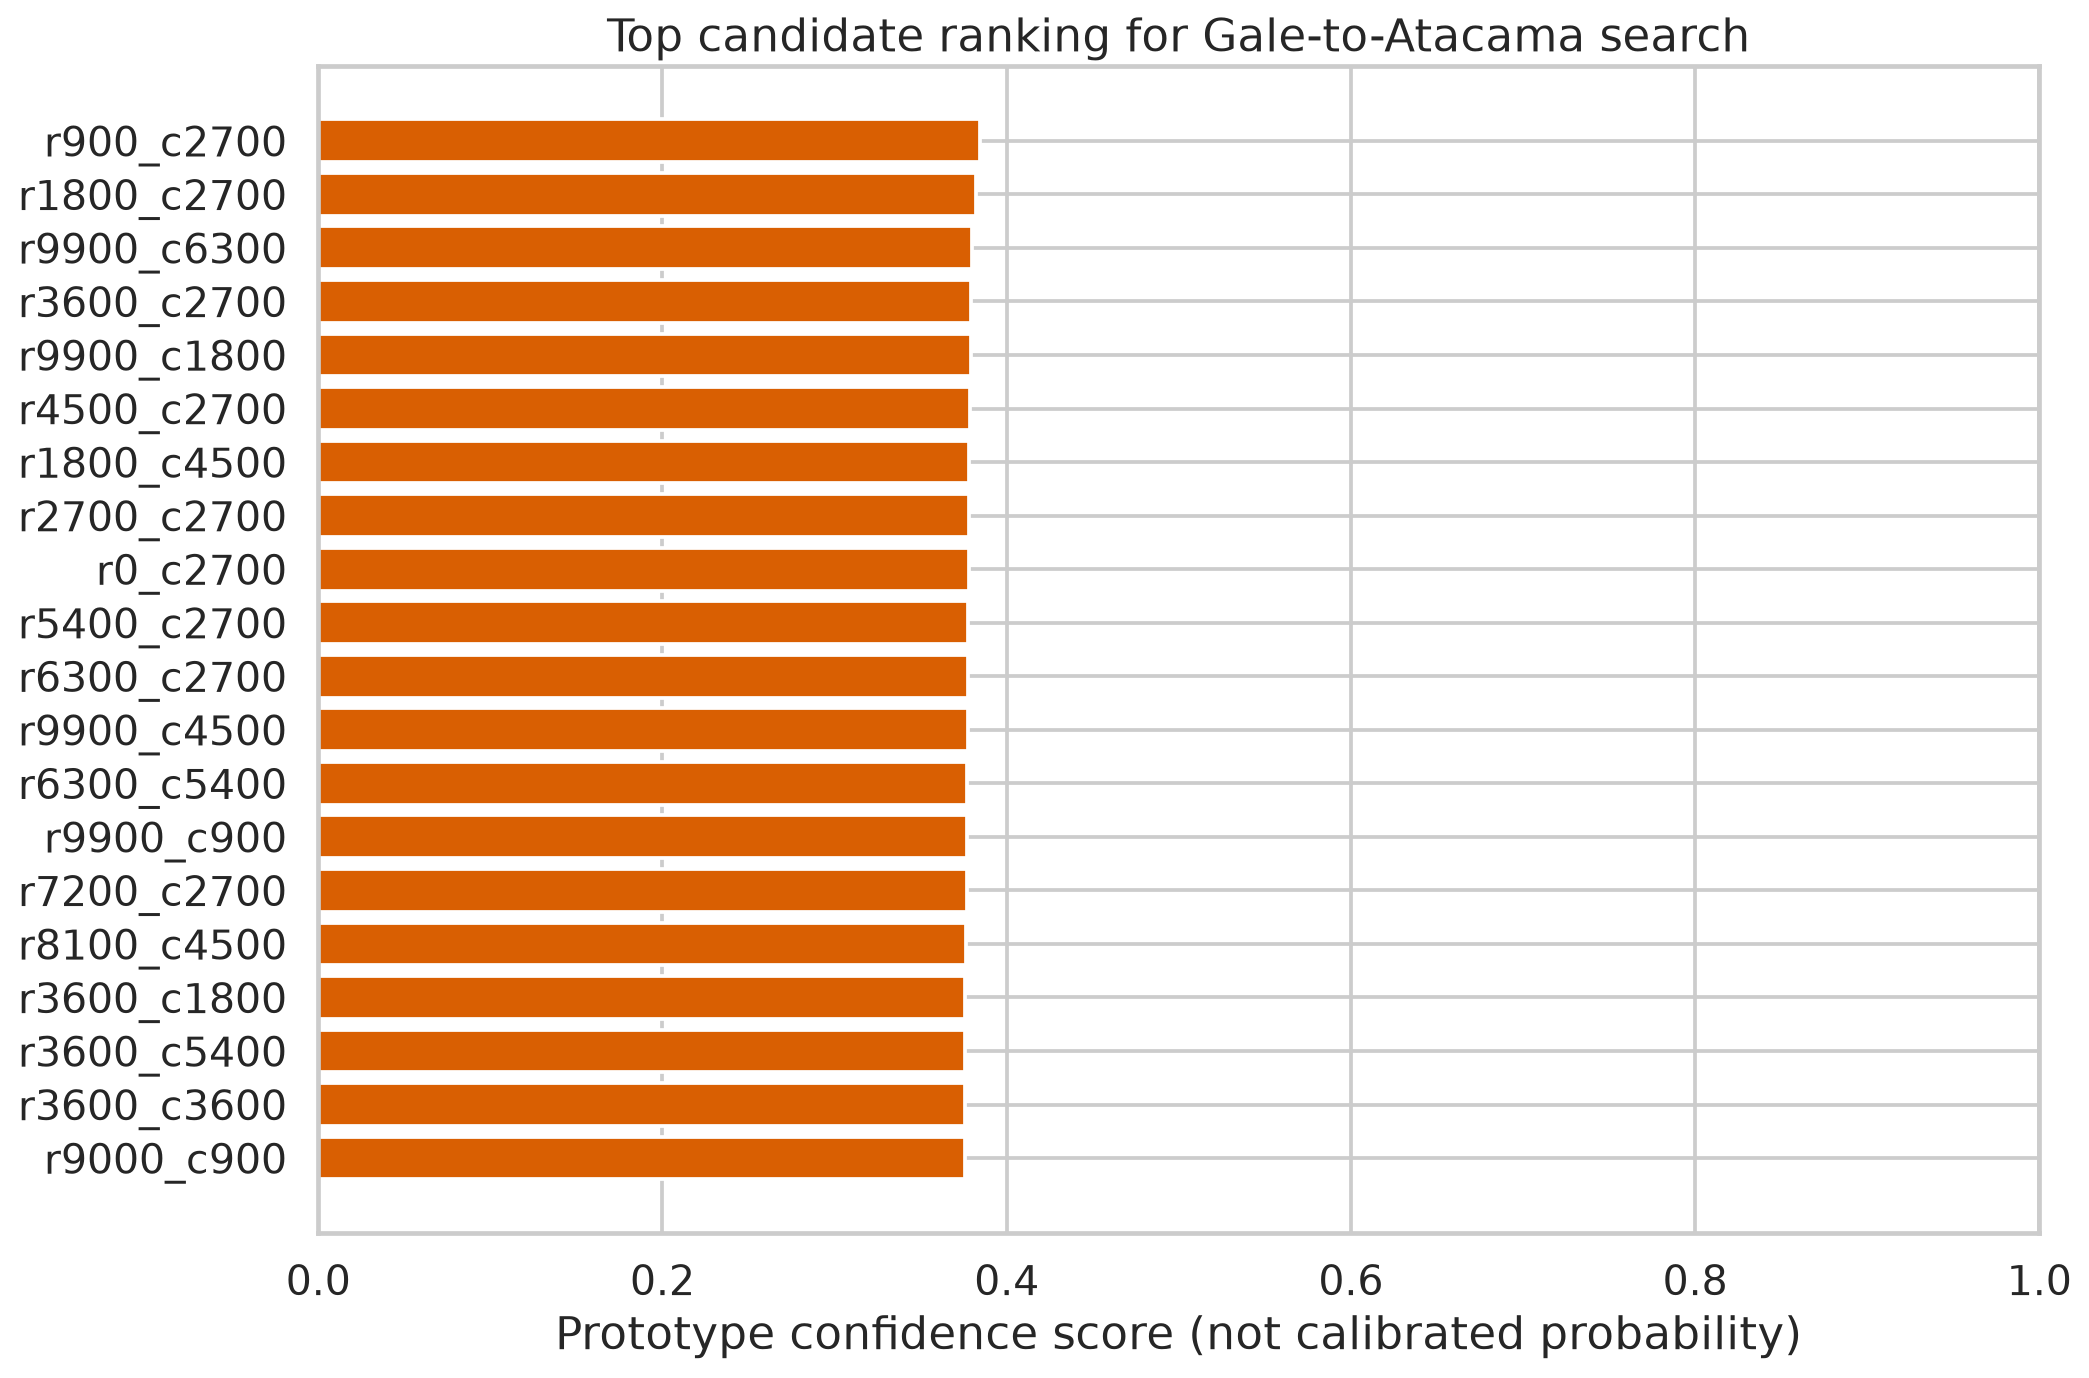 Top candidate ranking for Gale-to-Atacama search
r900_c2700
r1800_c2700
r9900_c6300
r3600_c2700
r9900_c1800
r4500_c2700
r1800_c4500
r2700_c2700
r0_c2700
r5400_c2700
r6300_c2700
r9900_c4500
r6300_c5400
r9900_c900
r7200_c2700
r8100_c4500
r3600_c1800
r3600_c5400
r3600_c3600
r9000_c900
0.0 0.2 0.4 0.6 0.8 1.0
Prototype confidence score (not calibrated probability)